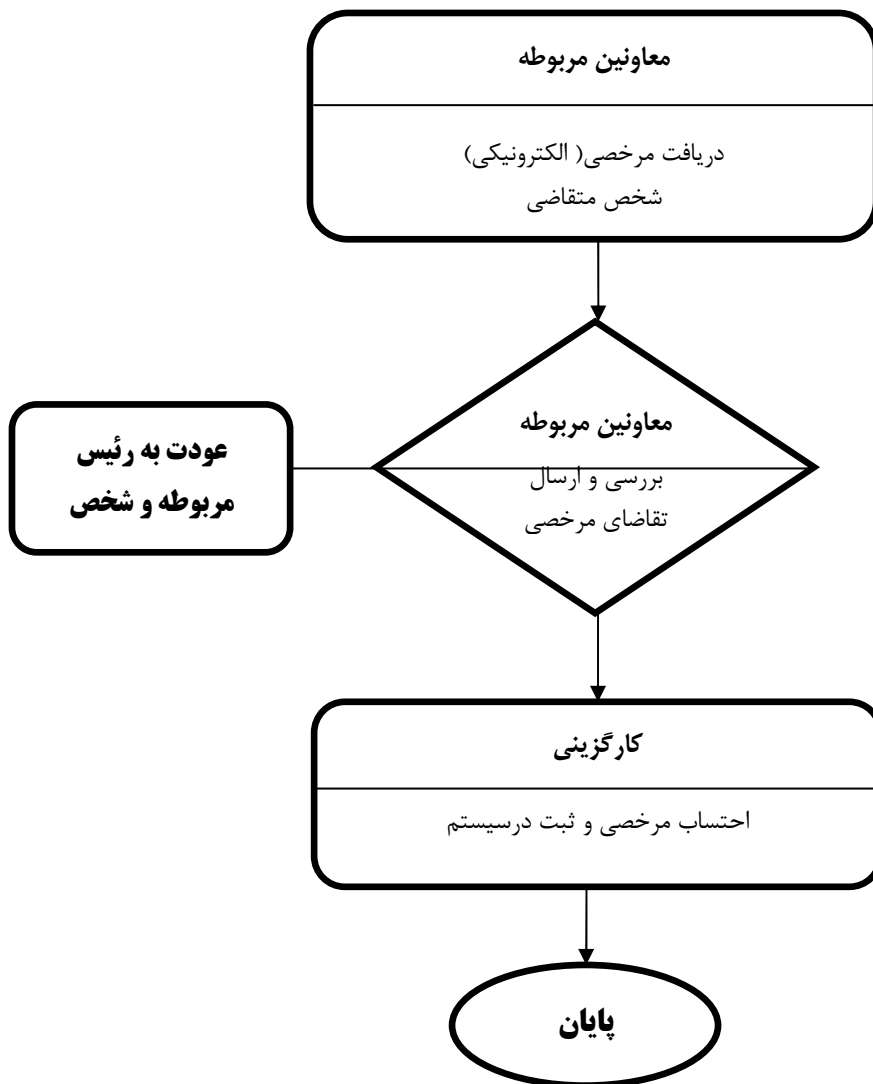 معاونین مربوطه
دریافت مرخصی( الکترونیکی)
شخص متقاضی
معاونین مربوطه
بررسی و ارسال
تقاضای مرخصی
عودت به رئیس
مربوطه و شخص
کارگزینی
احتساب مرخصی و ثبت درسیستم
پایان